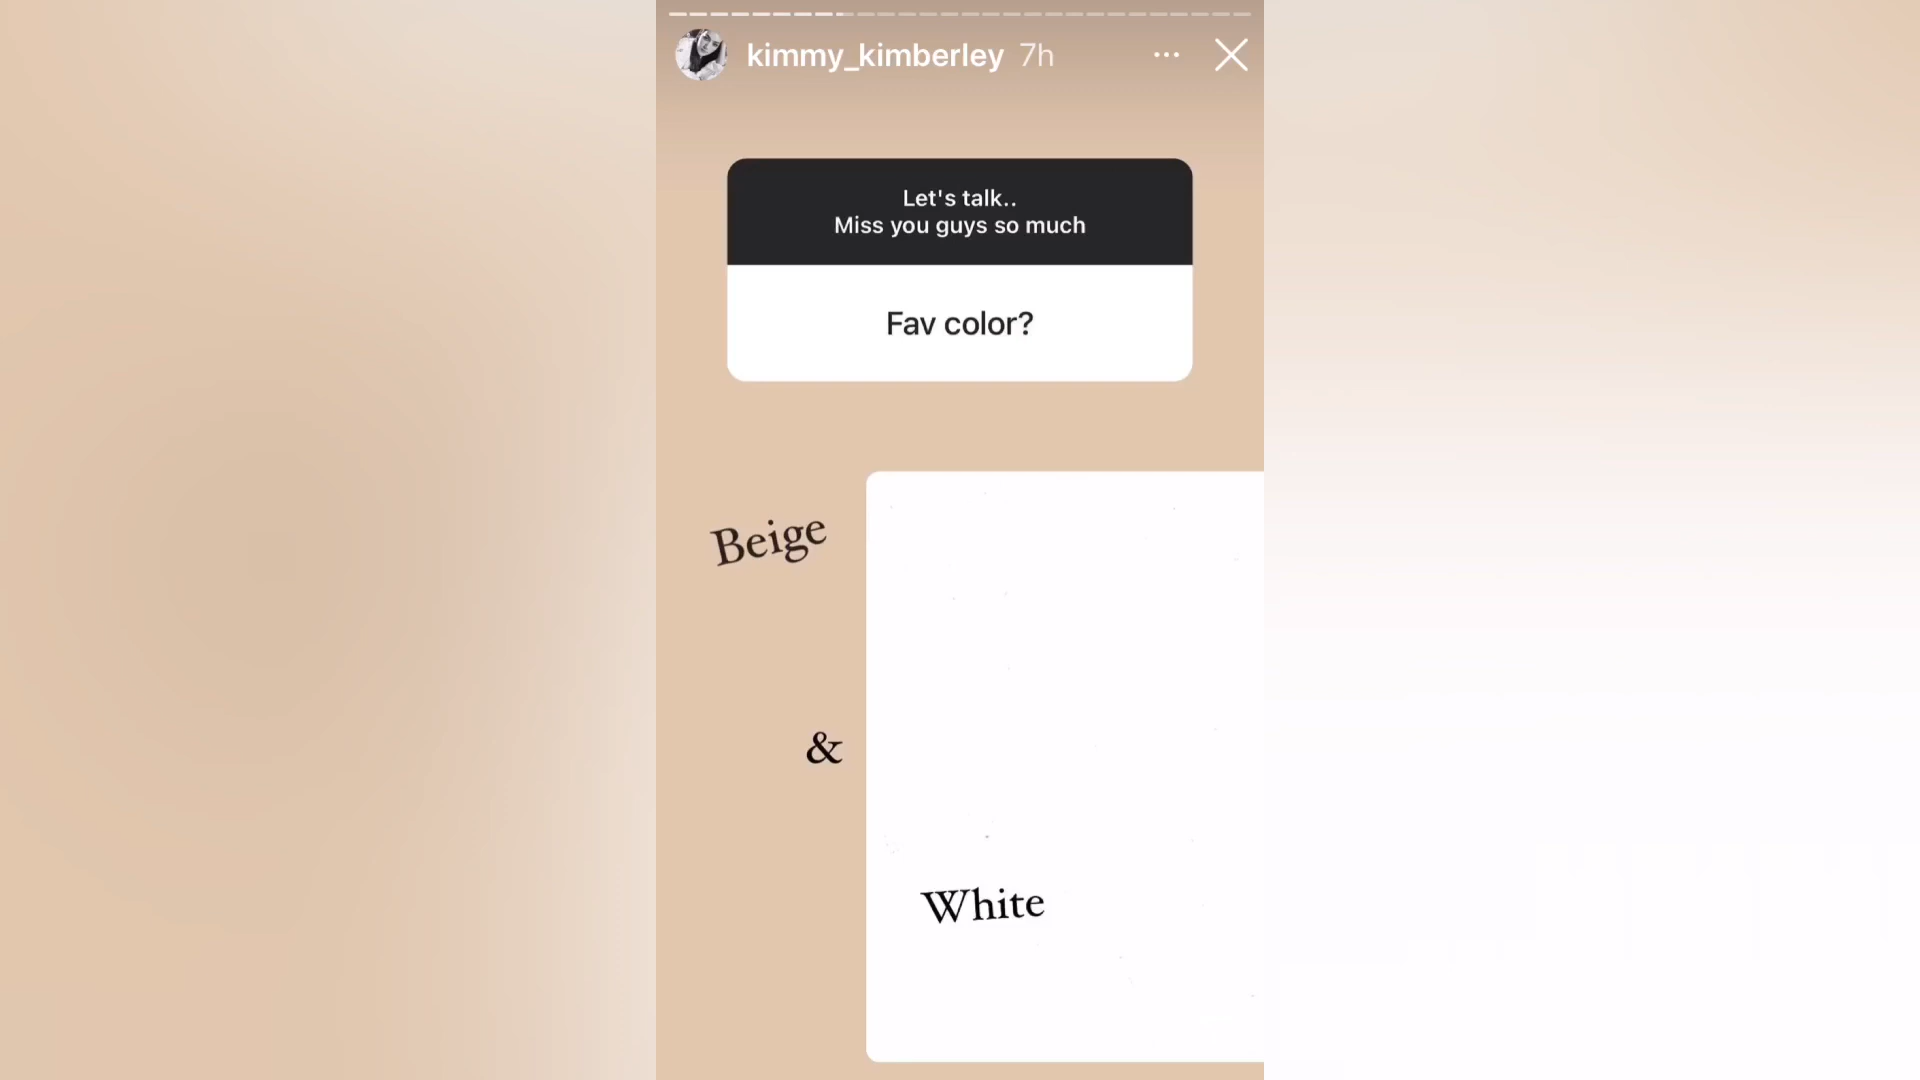 kimmy_kimberley 7h
Let's talk..
Miss you guys so much
Fav color?
Beige
&
White